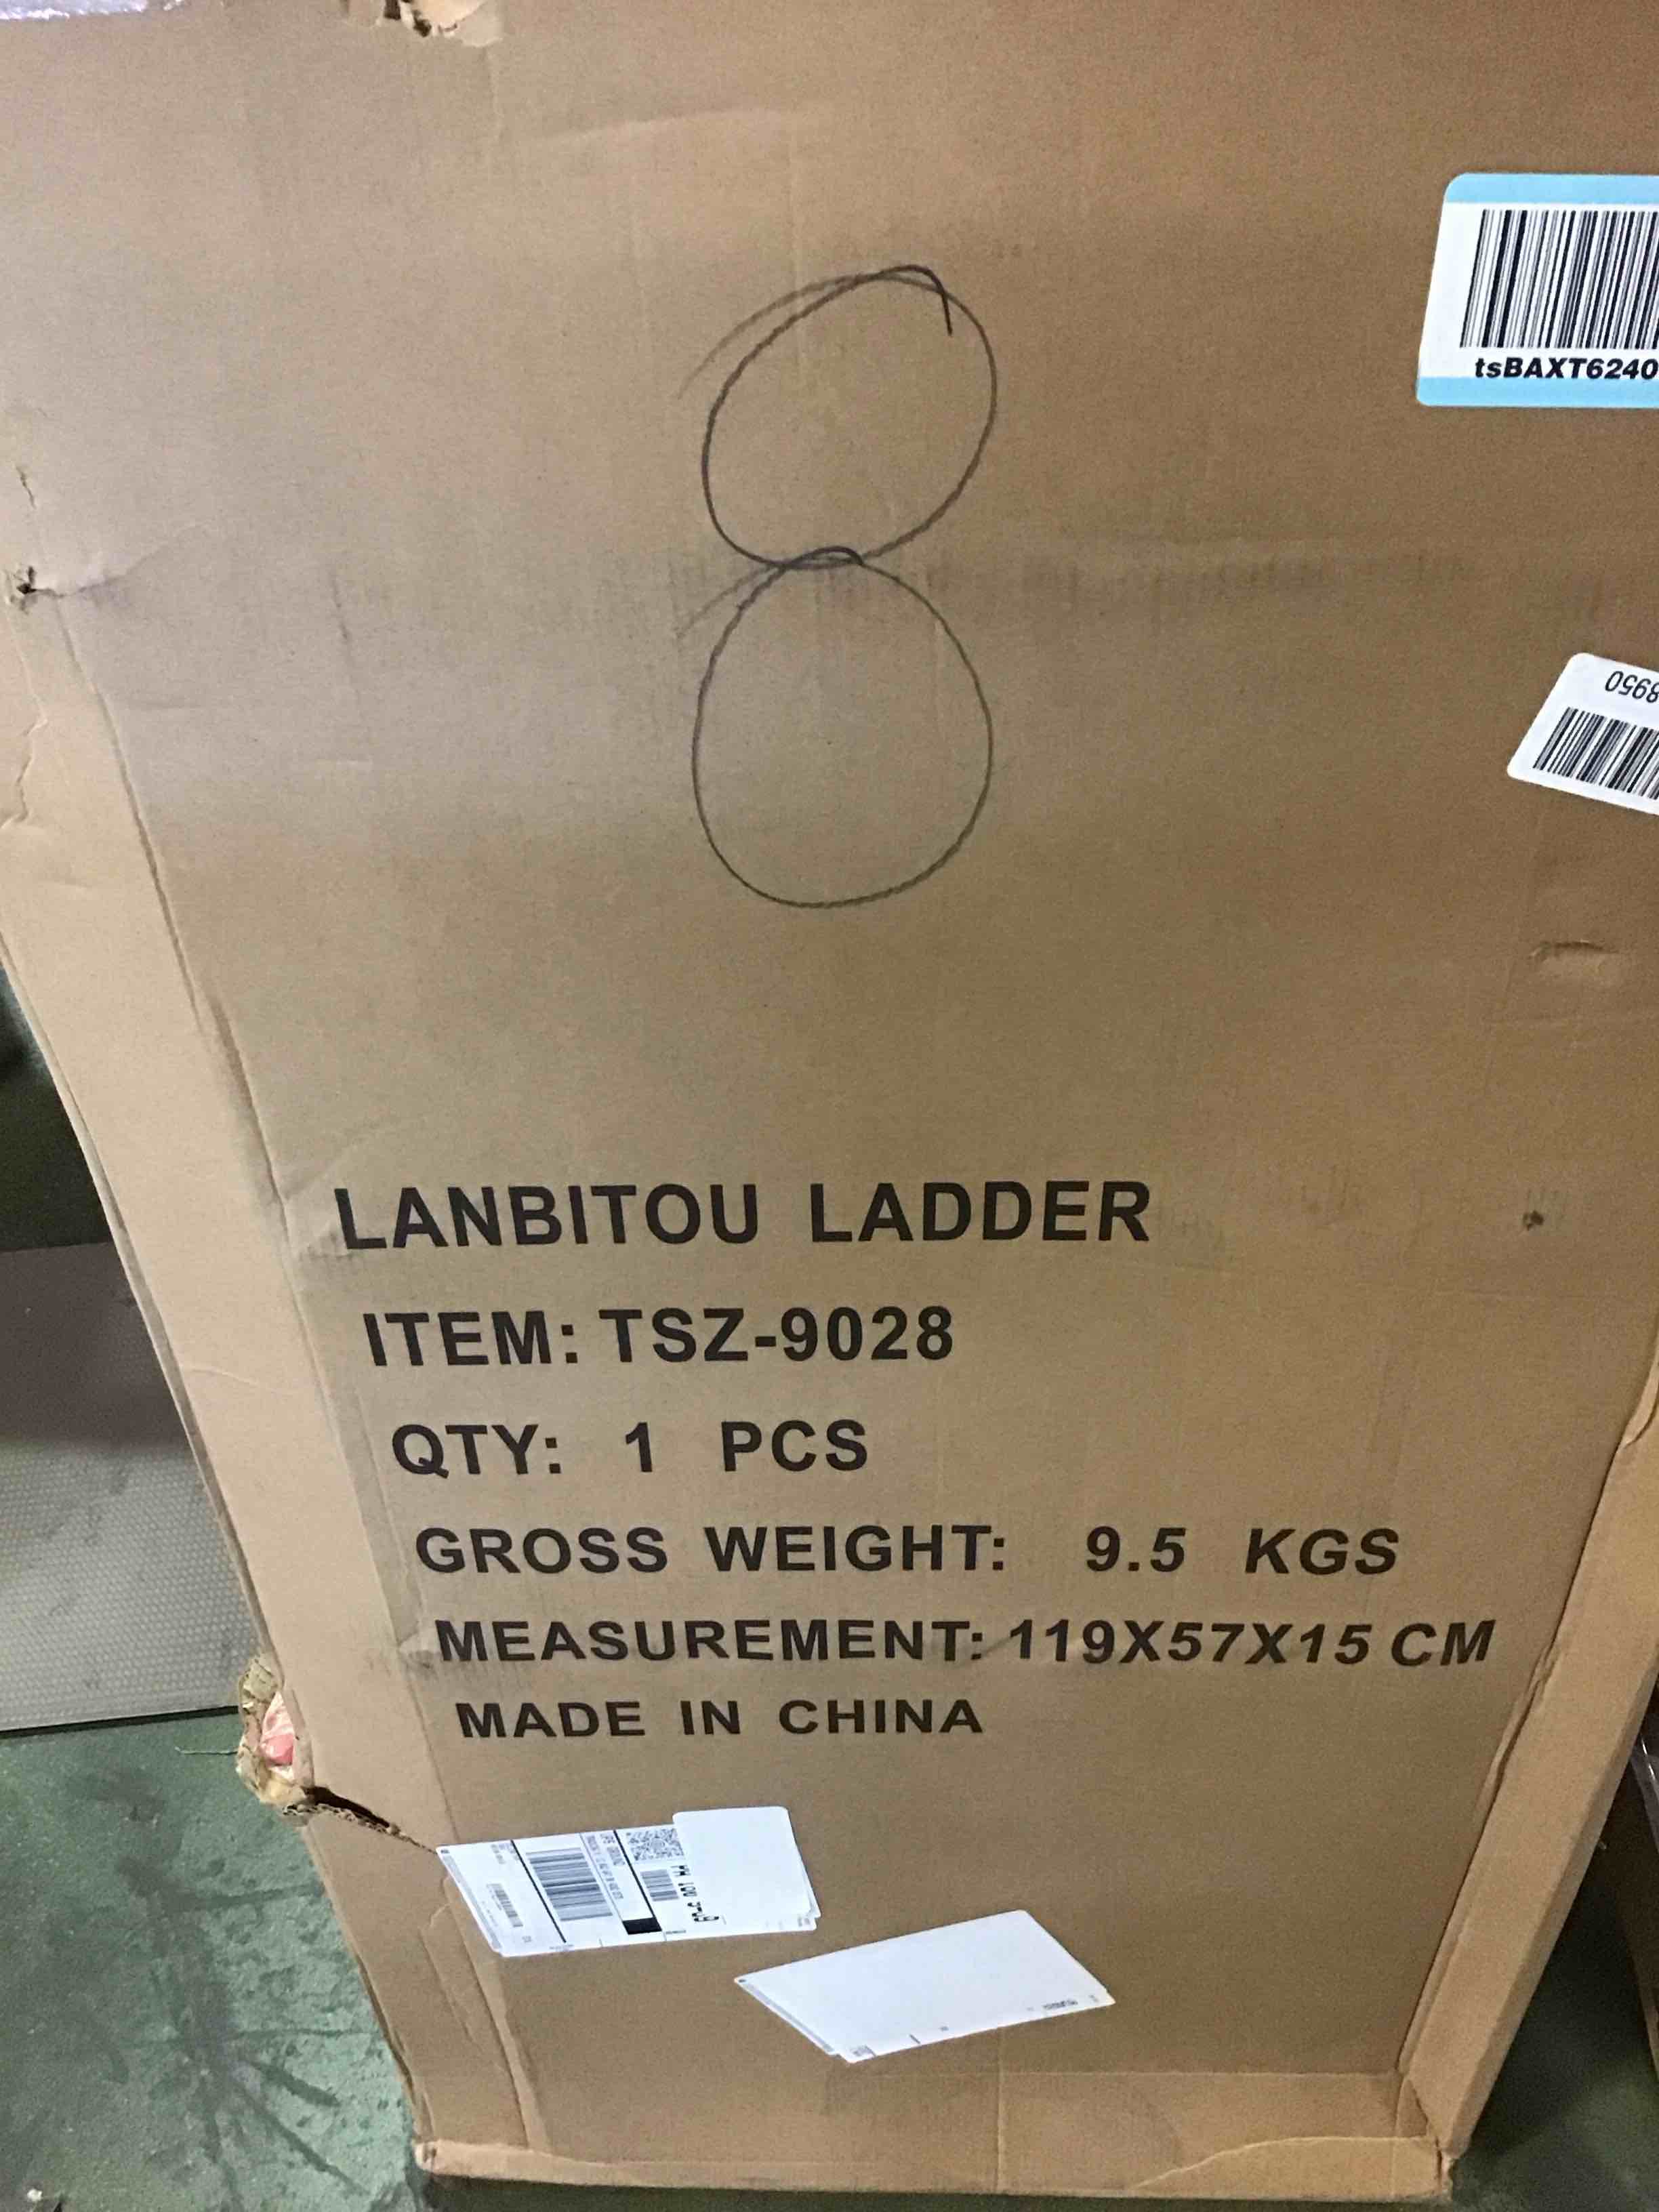 8
tsBAXT6240
8950
LANBITOU LADDER
ITEM: TSZ-9028
QTY: 1 PCS
GROSS WEIGHT: 9.5 KGS
MEASUREMENT: 119X57X15 CM
MADE IN CHINA